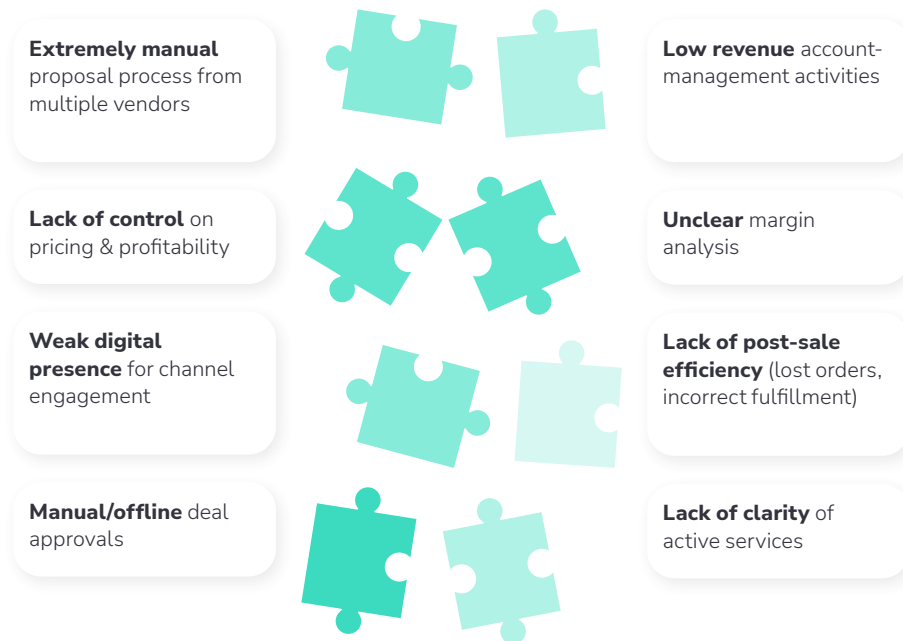 Extremely manual
proposal process from
multiple vendors
Low revenue account-
management activities
Lack of control on
pricing & profitability
Unclear margin
analysis
Weak digital
presence for channel
engagement
Lack of post-sale
efficiency (lost orders,
incorrect fulfillment)
Manual/offline deal
approvals
Lack of clarity of
active services